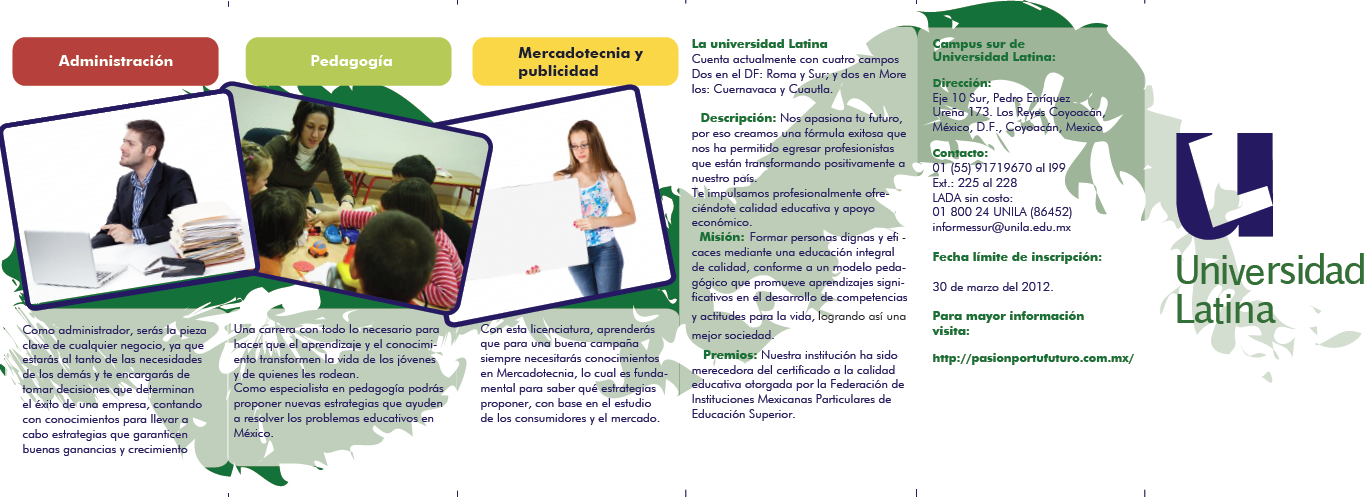 Administración
Como administrador, serás la pieza
clave de cualquier negocio, ya que
estarás al tanto de las necesidades
de los demás y te encargarás de
tomar decisiones que determinan
el éxito de una empresa, contando
con conocimientos para llevar a
cabo estrategias que garanticen
buenas ganancias y crecimiento
Pedagogía
Una carrera con todo lo necesario para
hacer que el aprendizaje y el conocimi-
ento transformen la vida de los jóvenes
y de quienes les rodean.
Como especialista en pedagogía podrás
proponer nuevas estrategias que ayuden
a resolver los problemas educativos en
México.
Mercadotecnia y
publicidad
Con esta licenciatura, aprenderás
que para una buena campaña
siempre necesitarás conocimientos
en Mercadotecnia, lo cual es funda-
mental para saber qué estrategias
proponer, con base en el estudio
de los consumidores y el mercado.
La universidad Latina
Cuenta actualmente con cuatro campos
Dos en el DF: Roma y Sur; y dos en More
los: Cuernavaca y Cuautla.
Descripción: Nos apasiona tu futuro,
por eso creamos una fórmula exitosa que
nos ha permitido egresar profesionistas
que están transformando positivamente a
nuestro país.
Te impulsamos profesionalmente ofre-
ciéndote calidad educativa y apoyo
económico.
Misión: Formar personas dignas y efi -
caces mediante una educación integral
de calidad, conforme a un modelo peda-
gógico que promueve aprendizajes signi-
ficativos en el desarrollo de competencias
y actitudes para la vida, logrando así una
mejor sociedad.
Premios: Nuestra institución ha sido
merecedora del certificado a la calidad
educativa otorgada por la Federación de
Instituciones Mexicanas Particulares de
Educación Superior.
Campus sur de
Universidad Latina:
Dirección:
Eje 10 Sur, Pedro Enríquez
Ureña 173. Los Reyes Coyoacán,
México, D.F., Coyoacán, Mexico
Contacto:
01 (55) 91719670 al I99
Ext.: 225 al 228
LADA sin costo:
01 800 24 UNILA (86452)
informessur@unila.edu.mx
Fecha límite de inscripción:
30 de marzo del 2012.
Para mayor información
visita:
http://pasionportufuturo.com.mx/
Universidad
Latina